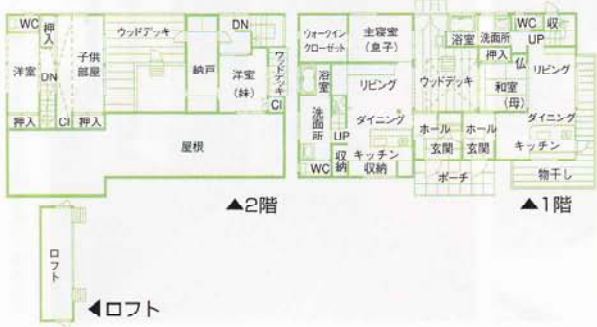 WC
押入
ウッドデッキ
DN
洋室
DN
子供
部屋
納戸
洋室
(妹)
ウッドデッキ
Cl
押入
Cl
押入
屋根
▲2階
ロフト
◀ロフト
ウォークイン
クローゼット
主寝室
(息子)
浴室
洗面所
WC
収
UP
押入
仏
浴室
リビング
ウッドデッキ
和室
(母)
リビング
洗面所
UP
ダイニング
ホール
玄関
ホール
玄関
ダイニング
キッチン
WC
収納
キッチン
収納
ポーチ
物干し
▲1階